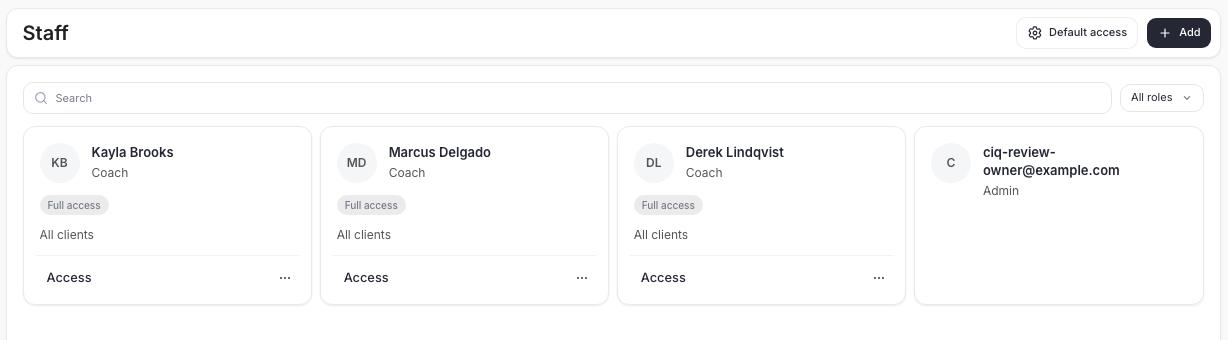 Staff
Default access
Add
Search
All roles
KB
Kayla Brooks
Coach
Full access
All clients
Access
MD
Marcus Delgado
Coach
Full access
All clients
Access
DL
Derek Lindqvist
Coach
Full access
All clients
Access
C
ciq-review-
owner@example.com
Admin